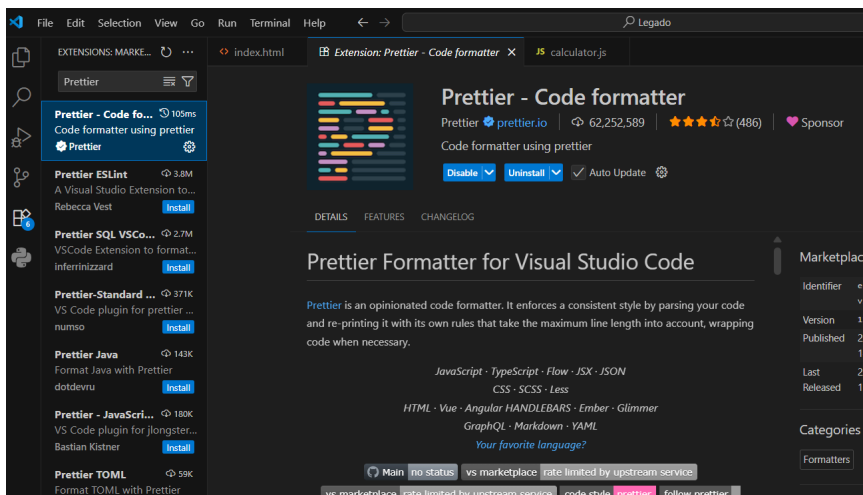 File Edit Selection View Go Run Terminal Help
Legado
EXTENSIONS: MARKE...
index.html
Extension: Prettier - Code formatter
JS calculator.js
Prettier
Prettier - Code fo... 105ms
Code formatter using prettier
Prettier
Prettier ESLint 3.8M
A Visual Studio Extension to...
Rebecca Vest Install
Prettier SQL VSCo... 2.7M
VSCode Extension to format...
inferrinizzard Install
Prettier-Standard ... 371K
VS Code plugin for prettier ...
numso Install
Prettier Java 143K
Format Java with Prettier
dotdevru Install
Prettier - JavaScri... 180K
VS Code plugin for jlongster...
Bastian Kistner Install
Prettier TOML 59K
Format TOML with Prettier
6
Prettier - Code formatter
Prettier prettier.io 62,252,589 (486) Sponsor
Code formatter using prettier
Disable Uninstall Auto Update
DETAILS FEATURES CHANGELOG
Prettier Formatter for Visual Studio Code
Prettier is an opinionated code formatter. It enforces a consistent style by parsing your code
and re-printing it with its own rules that take the maximum line length into account, wrapping
code when necessary.
JavaScript · TypeScript · Flow · JSX · JSON
CSS · SCSS · Less
HTML · Vue · Angular HANDLEBARS · Ember · Glimmer
GraphQL · Markdown · YAML
Your favorite language?
Main no status vs marketplace rate limited by upstream service
vs marketplace rate limited by upstream service code style prettier follow prettier
Marketplac
Identifier
Version
Published
Last
Released
Categories
Formatters